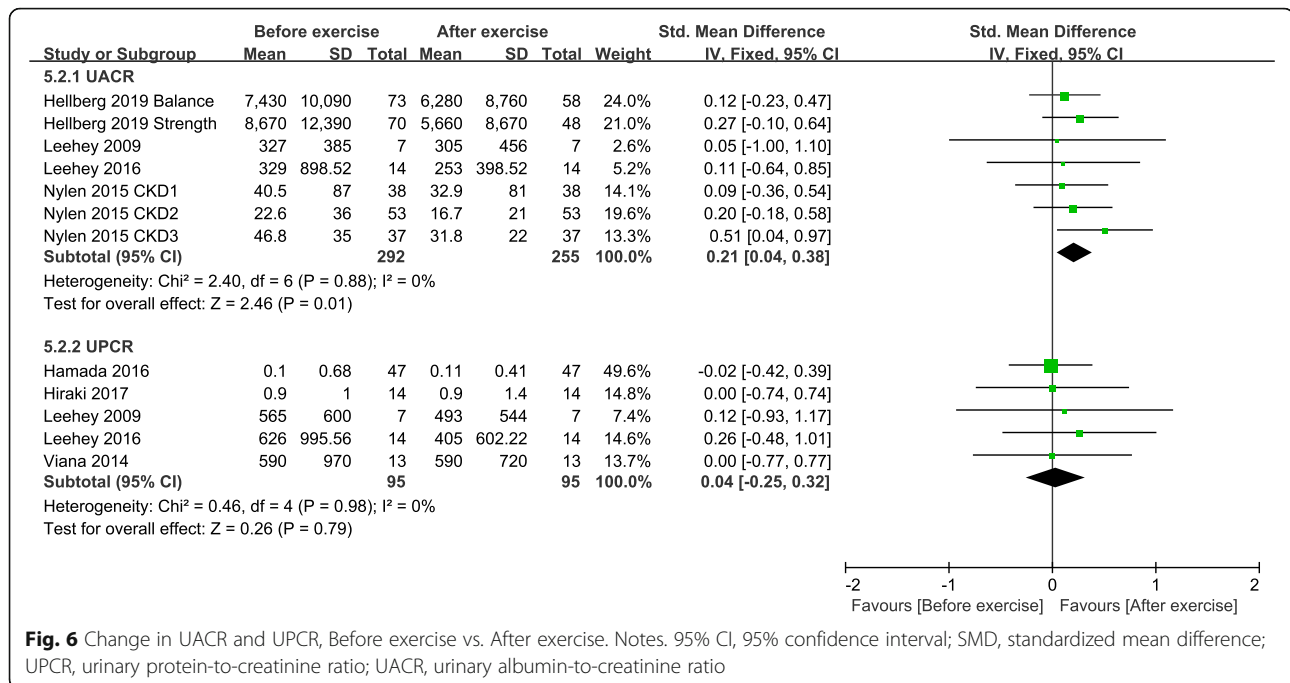 Before exercise After exercise Std. Mean Difference Std. Mean Difference
Study or Subgroup Mean SD Total Mean SD Total Weight IV, Fixed, 95% CI IV, Fixed, 95% CI
5.2.1 UACR
Hellberg 2019 Balance 7,430 10,090 73 6,280 8,760 58 24.0% 0.12 [-0.23, 0.47]
Hellberg 2019 Strength 8,670 12,390 70 5,660 8,670 48 21.0% 0.27 [-0.10, 0.64]
Leehey 2009 327 385 7 305 456 7 2.6% 0.05 [-1.00, 1.10]
Leehey 2016 329 898.52 14 253 398.52 14 5.2% 0.11 [-0.64, 0.85]
Nylen 2015 CKD1 40.5 87 38 32.9 81 38 14.1% 0.09 [-0.36, 0.54]
Nylen 2015 CKD2 22.6 36 53 16.7 21 53 19.6% 0.20 [-0.18, 0.58]
Nylen 2015 CKD3 46.8 35 37 31.8 22 37 13.3% 0.51 [0.04, 0.97]
Subtotal (95% CI) 292 255 100.0% 0.21 [0.04, 0.38]
Heterogeneity: Chi² = 2.40, df = 6 (P = 0.88); I² = 0%
Test for overall effect: Z = 2.46 (P = 0.01)
5.2.2 UPCR
Hamada 2016 0.1 0.68 47 0.11 0.41 47 49.6% -0.02 [-0.42, 0.39]
Hiraki 2017 0.9 1 14 0.9 1.4 14 14.8% 0.00 [-0.74, 0.74]
Leehey 2009 565 600 7 493 544 7 7.4% 0.12 [-0.93, 1.17]
Leehey 2016 626 995.56 14 405 602.22 14 14.6% 0.26 [-0.48, 1.01]
Viana 2014 590 970 13 590 720 13 13.7% 0.00 [-0.77, 0.77]
Subtotal (95% CI) 95 95 100.0% 0.04 [-0.25, 0.32]
Heterogeneity: Chi² = 0.46, df = 4 (P = 0.98); I² = 0%
Test for overall effect: Z = 0.26 (P = 0.79)
-2 -1 0 1 2
Favours [Before exercise] Favours [After exercise]
Fig. 6 Change in UACR and UPCR, Before exercise vs. After exercise. Notes. 95% CI, 95% confidence interval; SMD, standardized mean difference;
UPCR, urinary protein-to-creatinine ratio; UACR, urinary albumin-to-creatinine ratio